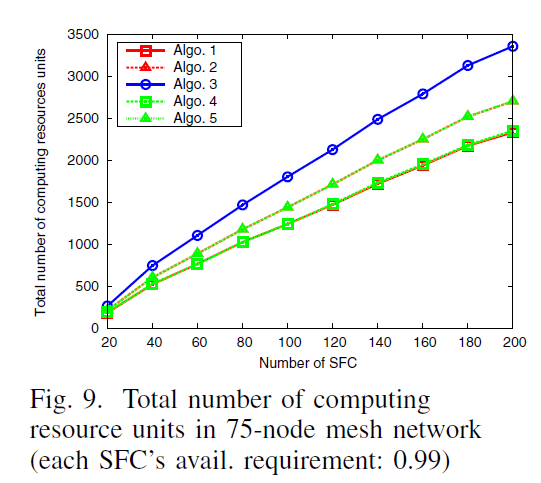 3500
3000
2500
2000
1500
1000
500
0
Total number of computing resources units
Algo. 1
Algo. 2
Algo. 3
Algo. 4
Algo. 5
20 40 60 80 100 120 140 160 180 200
Number of SFC
Fig. 9. Total number of computing
resource units in 75-node mesh network
(each SFC's avail. requirement: 0.99)